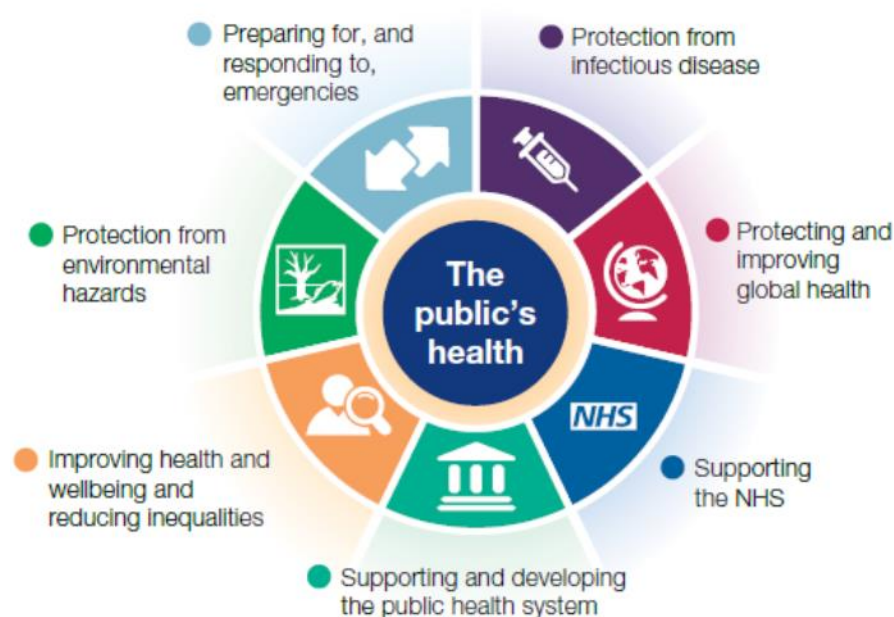 Preparing for, and
responding to,
emergencies
Protection from
infectious disease
Protecting and
improving
global health
Supporting
the NHS
Supporting and developing
the public health system
Improving health and
wellbeing and
reducing inequalities
Protection from
environmental
hazards
The
public's
health
NHS